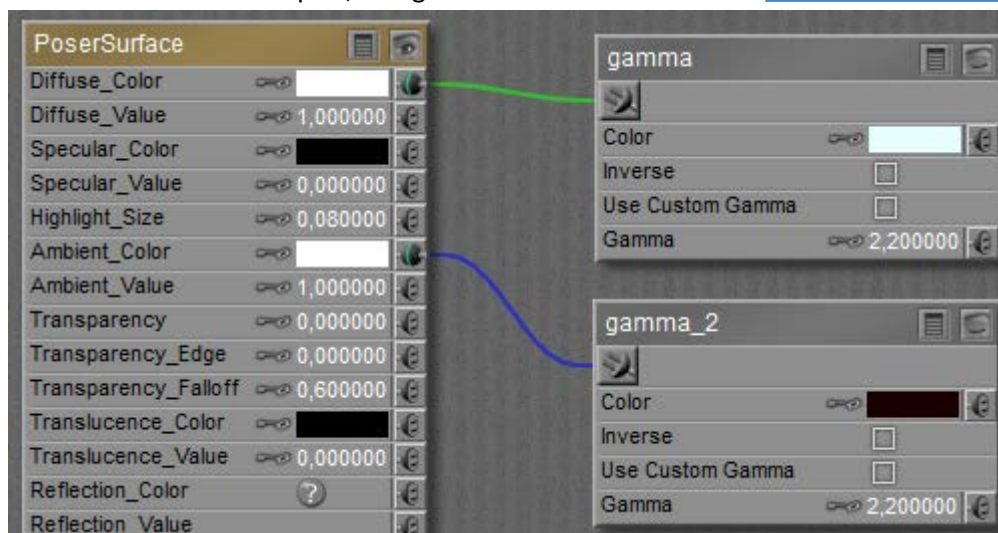 PoserSurface
Diffuse_Color
Diffuse_Value 1,000000
Specular_Color
Specular_Value 0,000000
Highlight_Size 0,080000
Ambient_Color
Ambient_Value 1,000000
Transparency 0,000000
Transparency_Edge 0,000000
Transparency_Falloff 0,600000
Translucence_Color
Translucence_Value 0,000000
Reflection_Color ?
Reflection_Value
gamma
Color
Inverse
Use Custom Gamma
Gamma 2,200000
gamma_2
Color
Inverse
Use Custom Gamma
Gamma 2,200000